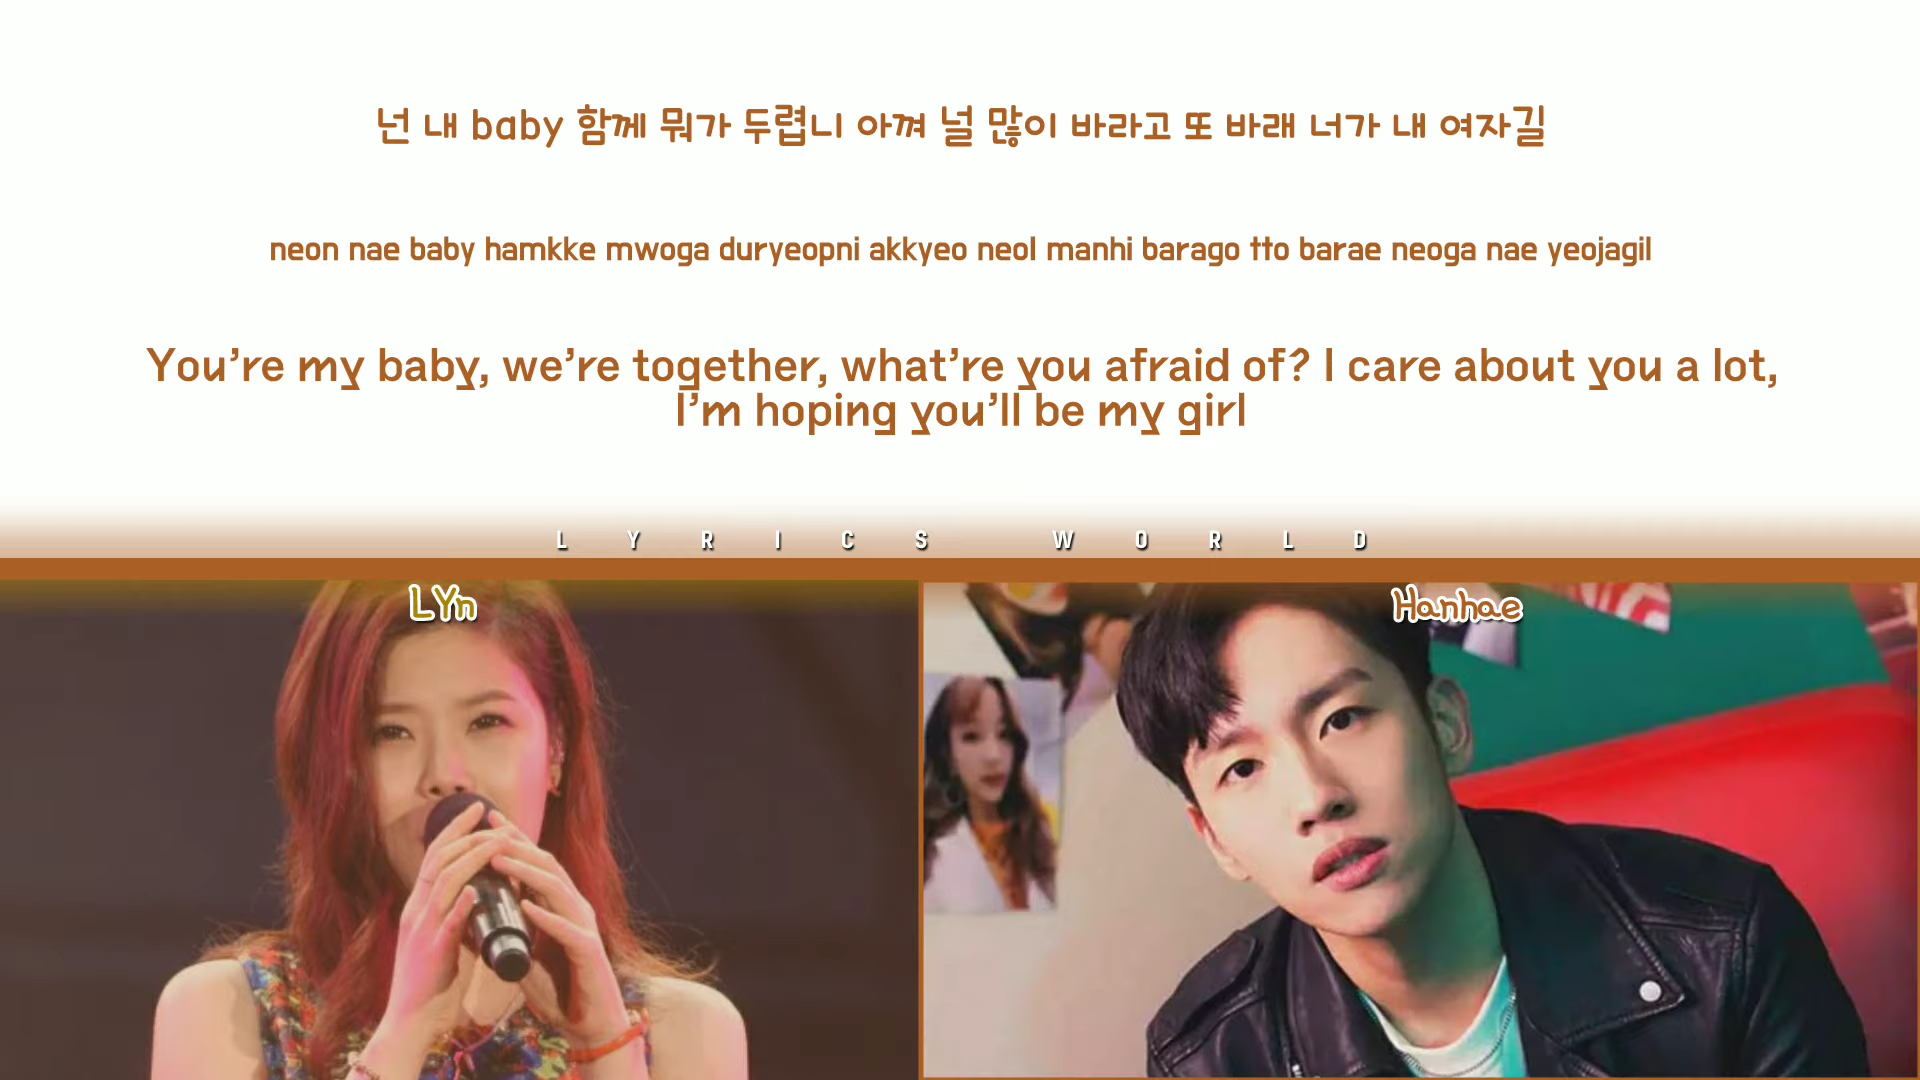 넌 내 baby 함께 뭐가 두렵니 아껴 널 많이 바라고 또 바래 너가 내 여자길
neon nae baby hamkke mwoga duryeopni akkyeo neol manhi barago tto barae neoga nae yeojagil
You're my baby, we're together, what're you afraid of? I care about you a lot,
I'm hoping you'll be my girl
LYRICS WORLD
LYn
Hanhae